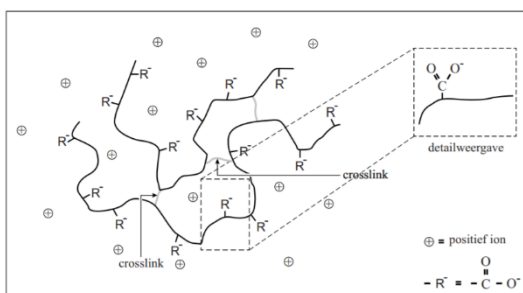 R⁻
R⁻
R⁻
R⁻
R⁻
R⁻
R⁻
R⁻
R⁻
R⁻
R⁻
crosslink
crosslink
O O⁻
C
detailweergave
⊕ = positief ion
O
– R⁻ = – C – O⁻